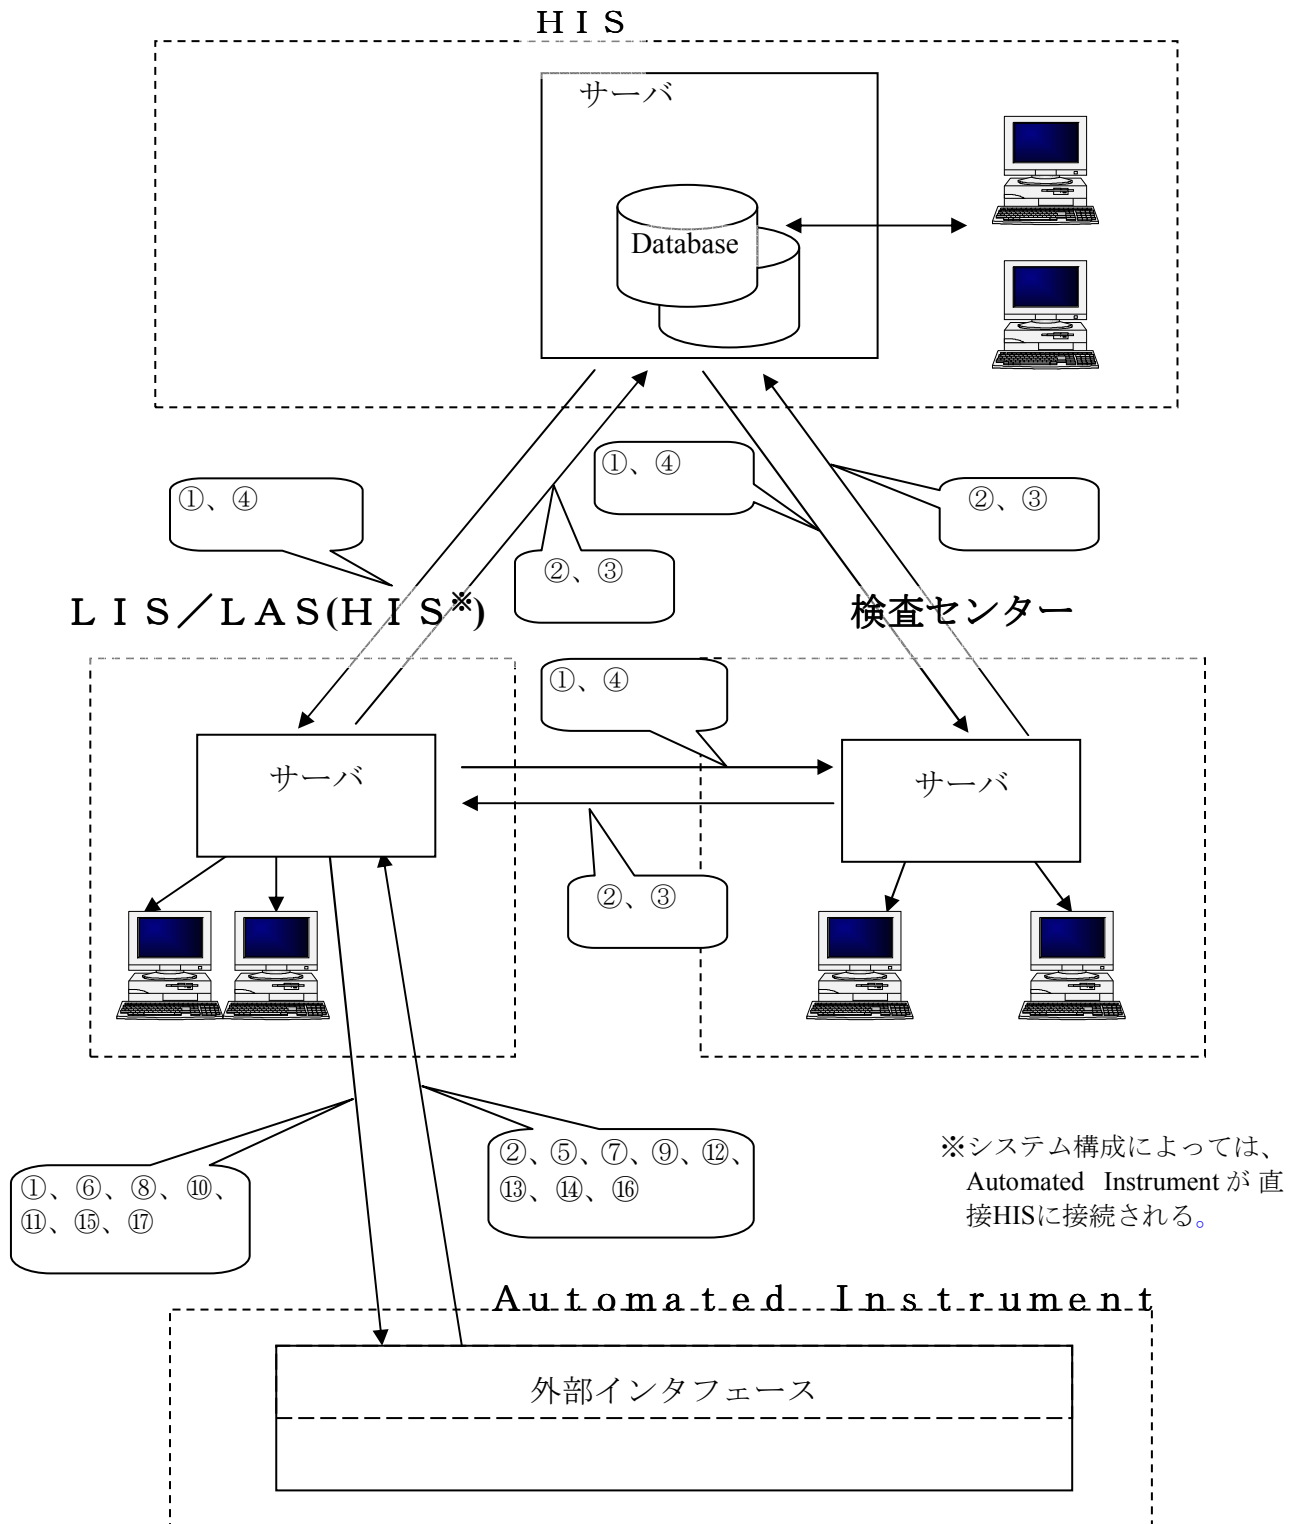 ＨＩＳ
サーバ
Database
①、④
②、③
①、④
②、③
ＬＩＳ／ＬＡＳ(ＨＩＳ※)
検査センター
①、④
サーバ
サーバ
②、③
②、⑤、⑦、⑨、⑫、
⑬、⑭、⑯
①、⑥、⑧、⑩、
⑪、⑮、⑰
※システム構成によっては、
Automated Instrument が 直
接HISに接続される。
Ａｕｔｏｍａｔｅｄ　Ｉｎｓｔｒｕｍｅｎｔ
外部インタフェース